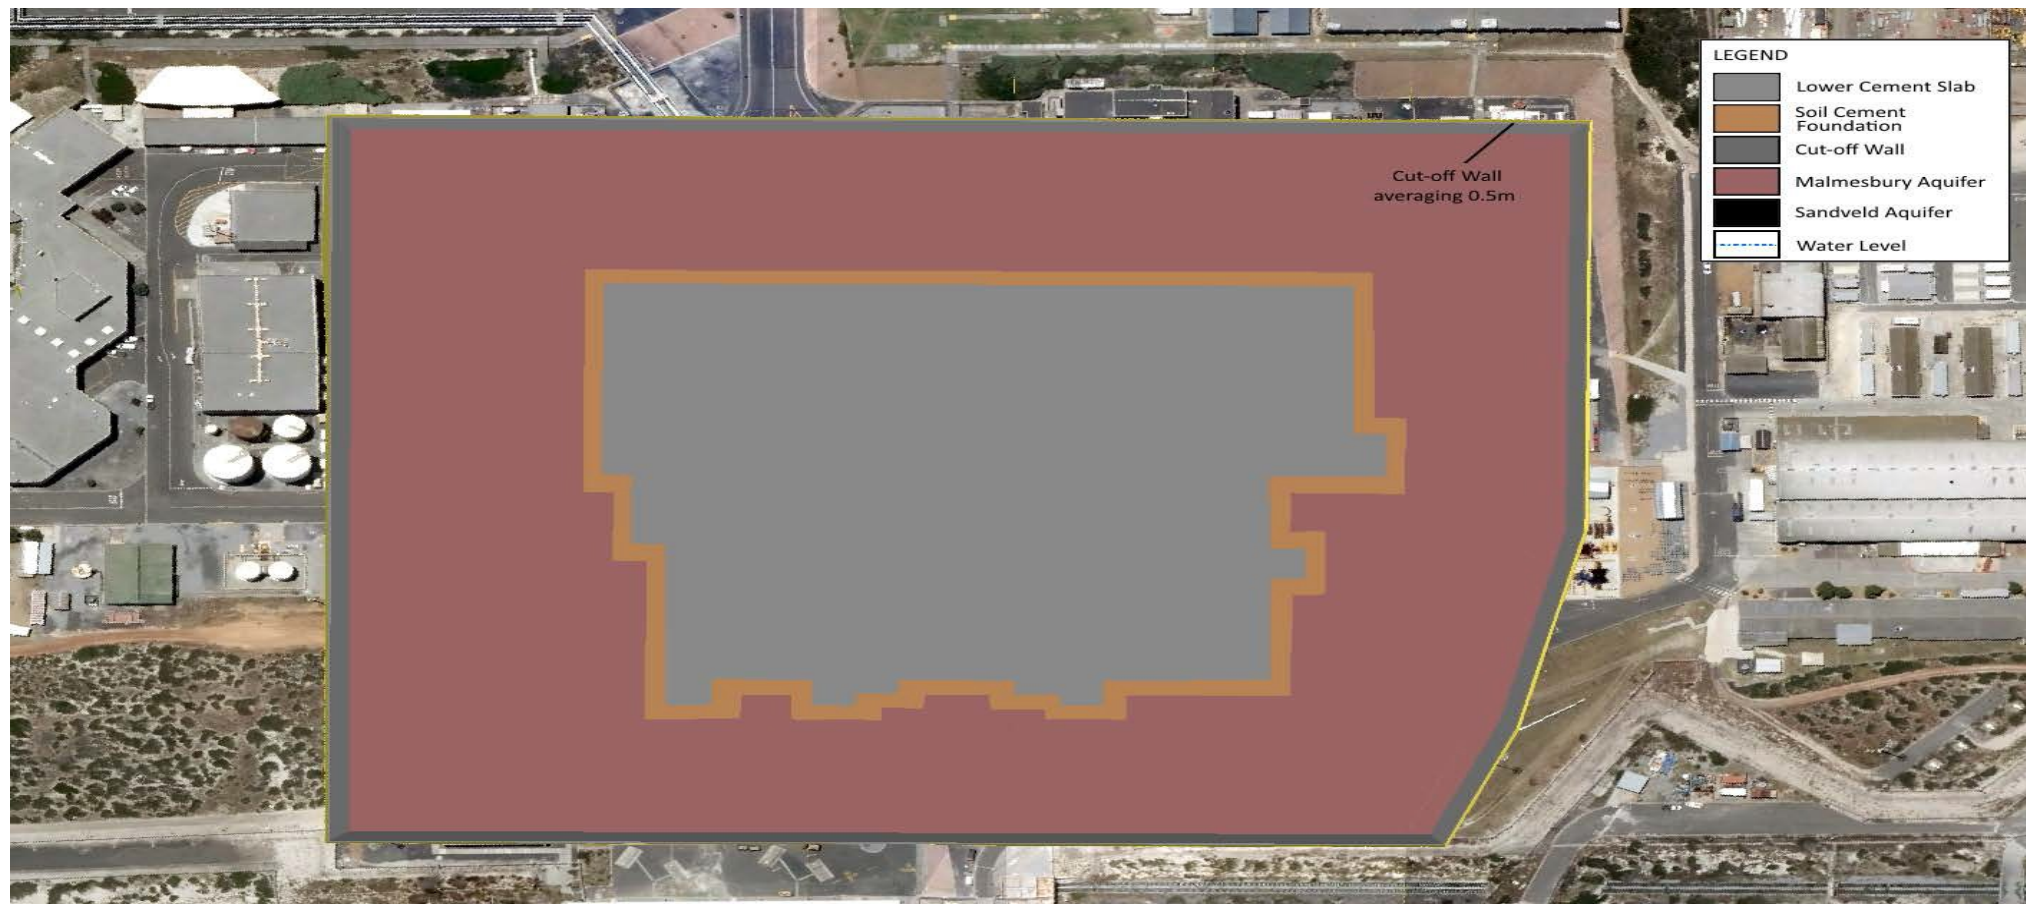 LEGEND
Lower Cement Slab
Soil Cement
Foundation
Cut-off Wall
Malmesbury Aquifer
Sandveld Aquifer
Water Level
Cut-off Wall
averaging 0.5m